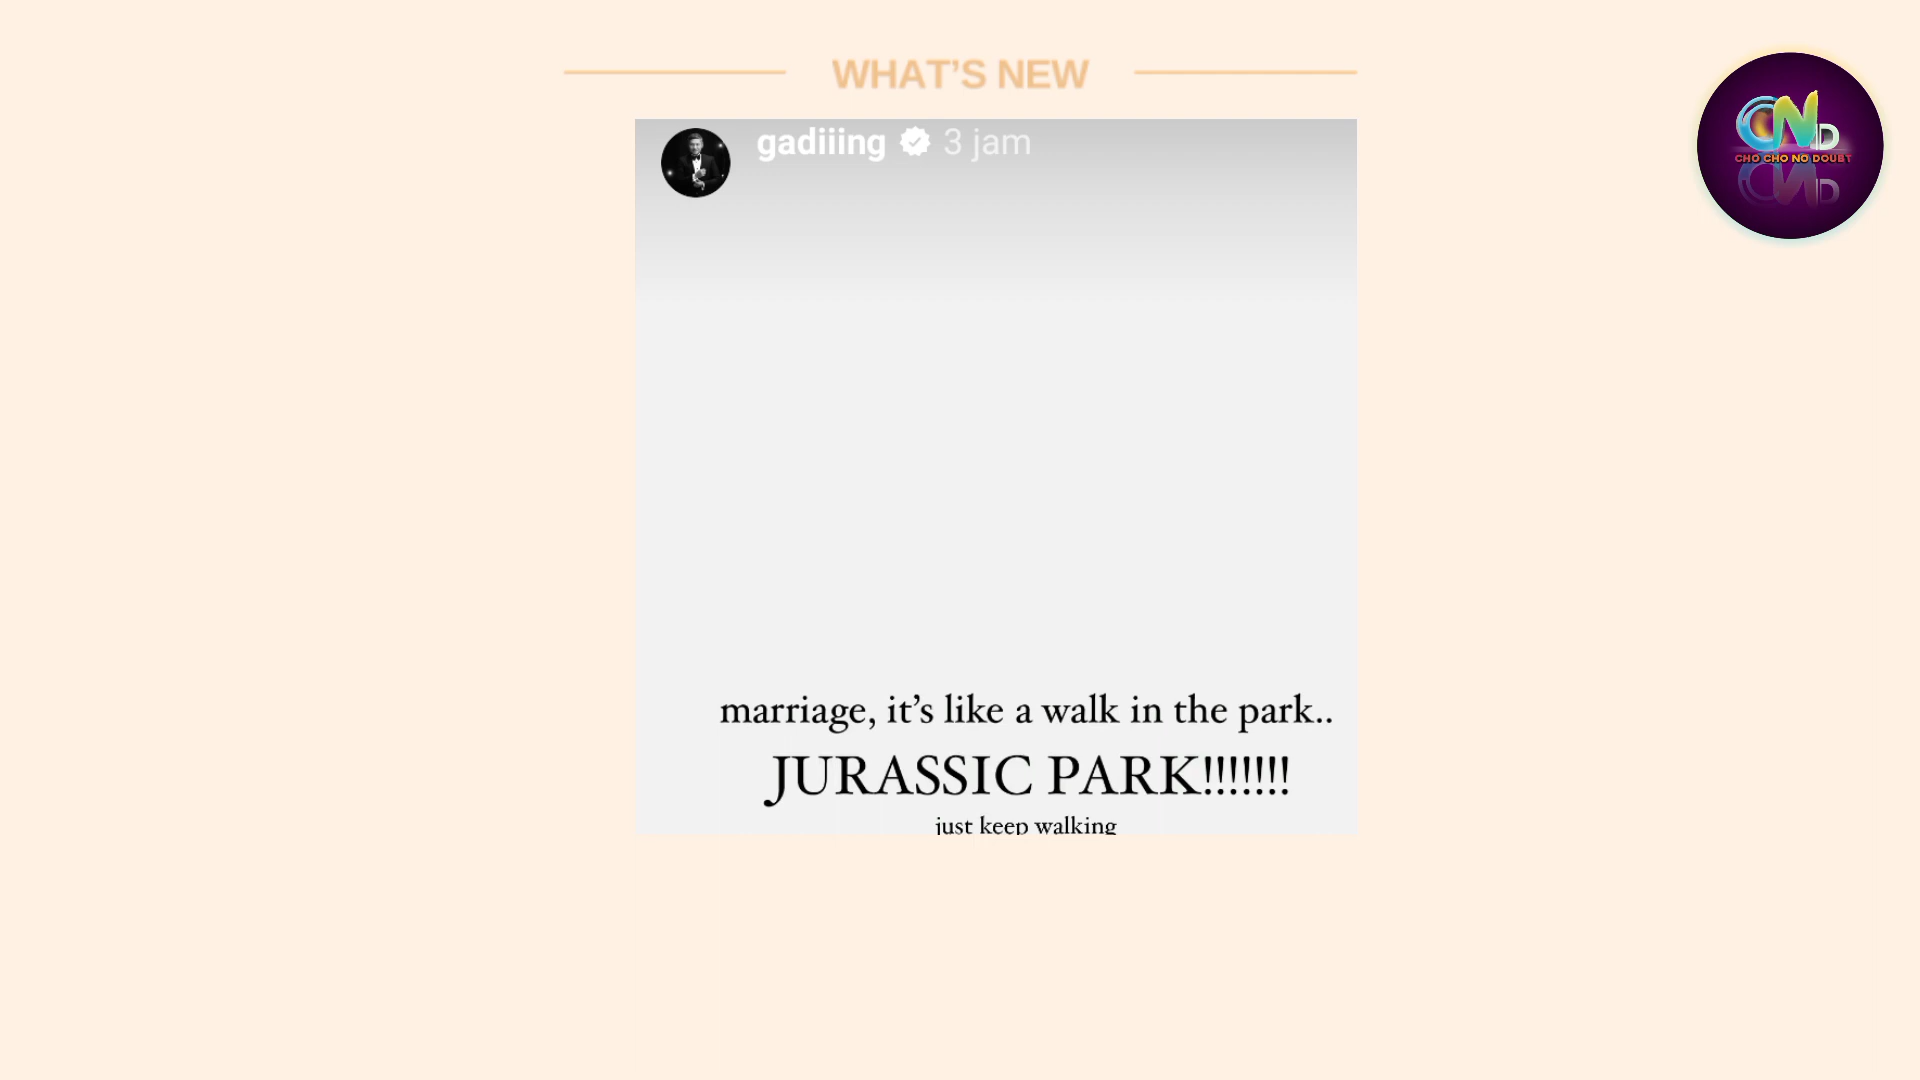 WHAT'S NEW
gadiiing 3 jam
CND
CHO CHO NO DOUBT
marriage, it's like a walk in the park..
JURASSIC PARK!!!!!!!
just keep walking